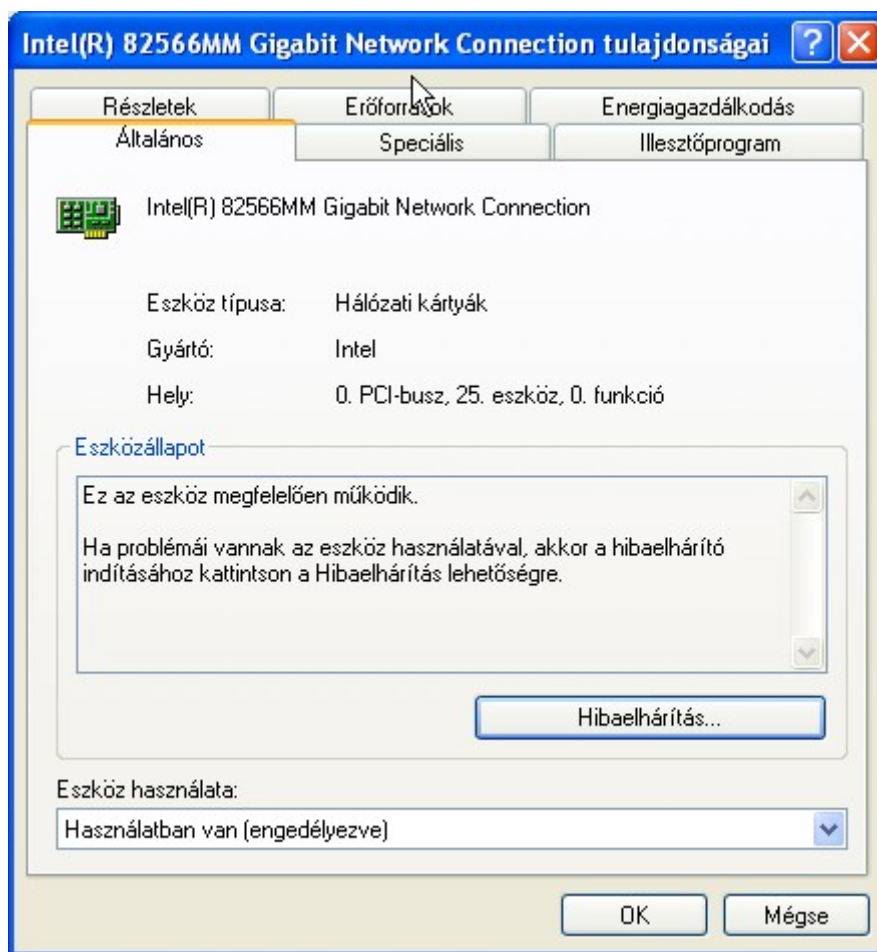 Intel(R) 82566MM Gigabit Network Connection tulajdonságai
Részletek Erőforrások Energiagazdálkodás
Általános Speciális Illesztőprogram
Intel(R) 82566MM Gigabit Network Connection
Eszköz típusa: Hálózati kártyák
Gyártó: Intel
Hely: 0. PCI-busz, 25. eszköz, 0. funkció
Eszközállapot
Ez az eszköz megfelelően működik.
Ha problémái vannak az eszköz használatával, akkor a hibaelhárító
indításához kattintson a Hibaelhárítás lehetőségre.
Hibaelhárítás...
Eszköz használata:
Használatban van (engedélyezve)
OK Mégse